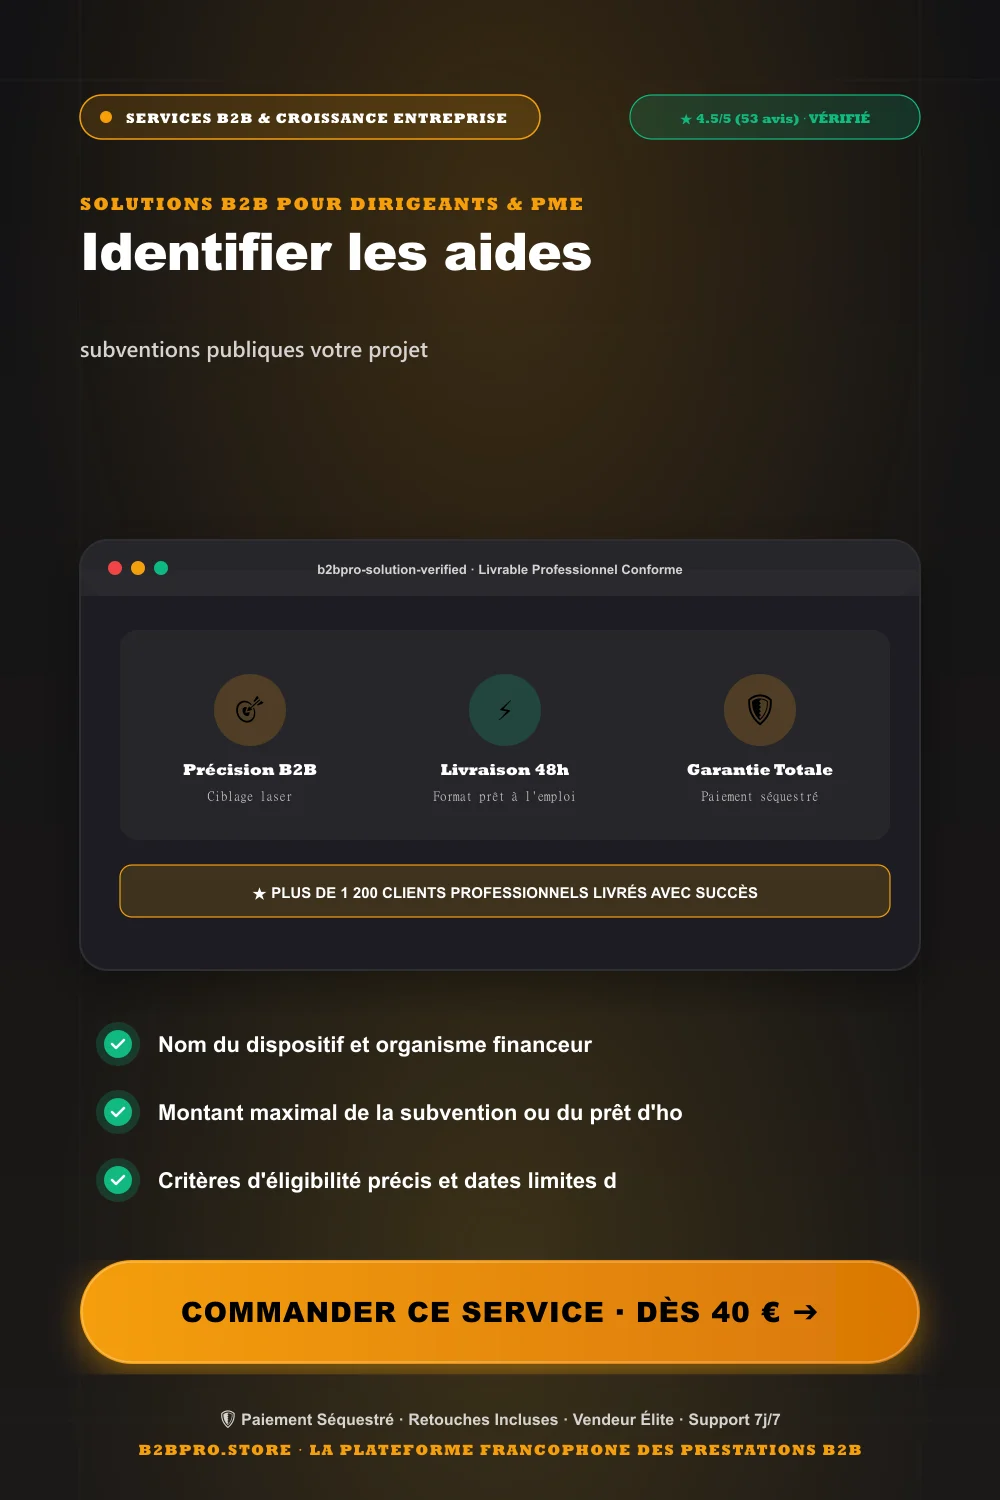 SERVICES B2B & CROISSANCE ENTREPRISE
★ 4.5/5 (53 avis) · VÉRIFIÉ
SOLUTIONS B2B POUR DIRIGEANTS & PME
Identifier les aides
subventions publiques votre projet
b2bpro-solution-verified · Livrable Professionnel Conforme
Précision B2B
Ciblage laser
Livraison 48h
Format prêt à l'emploi
Garantie Totale
Paiement séquestré
★ PLUS DE 1 200 CLIENTS PROFESSIONNELS LIVRÉS AVEC SUCCÈS
Nom du dispositif et organisme financeur
Montant maximal de la subvention ou du prêt d'ho
Critères d'éligibilité précis et dates limites d
COMMANDER CE SERVICE · DÈS 40 € ➔
Paiement Séquestré · Retouches Incluses · Vendeur Élite · Support 7j/7
B2BPRO.STORE · LA PLATEFORME FRANCOPHONE DES PRESTATIONS B2B